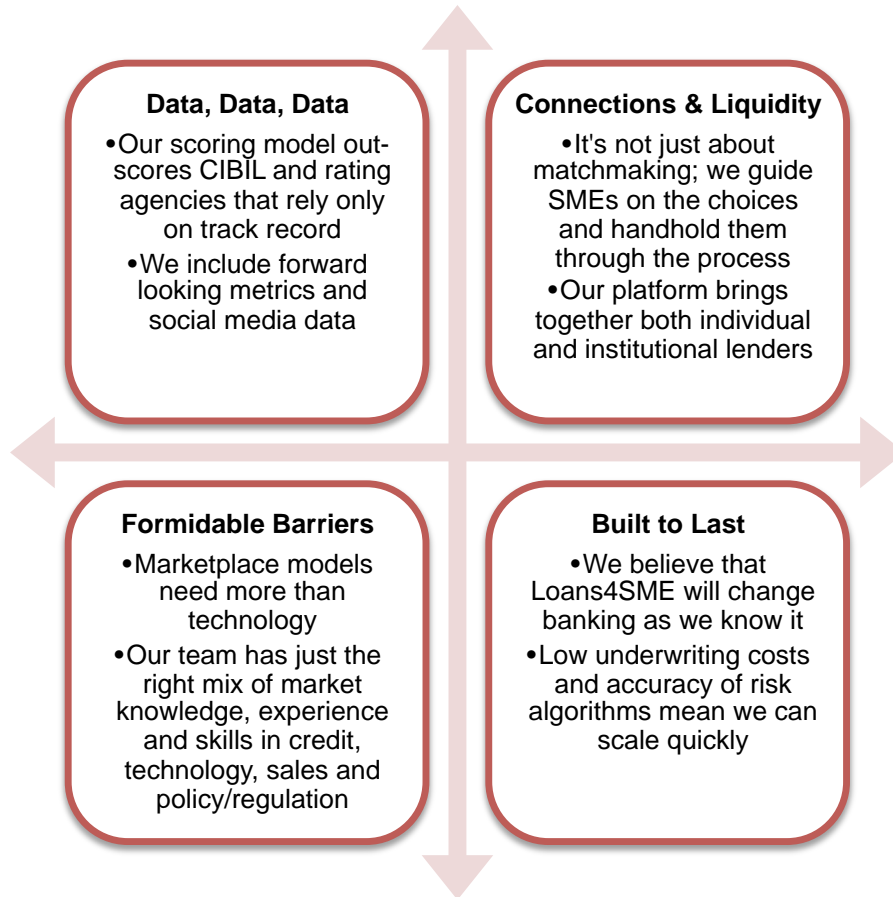 Data, Data, Data
•Our scoring model out-
scores CIBIL and rating
agencies that rely only
on track record
•We include forward
looking metrics and
social media data
Connections & Liquidity
•It's not just about
matchmaking; we guide
SMEs on the choices
and handhold them
through the process
•Our platform brings
together both individual
and institutional lenders
Formidable Barriers
•Marketplace models
need more than
technology
•Our team has just the
right mix of market
knowledge, experience
and skills in credit,
technology, sales and
policy/regulation
Built to Last
•We believe that
Loans4SME will change
banking as we know it
•Low underwriting costs
and accuracy of risk
algorithms mean we can
scale quickly